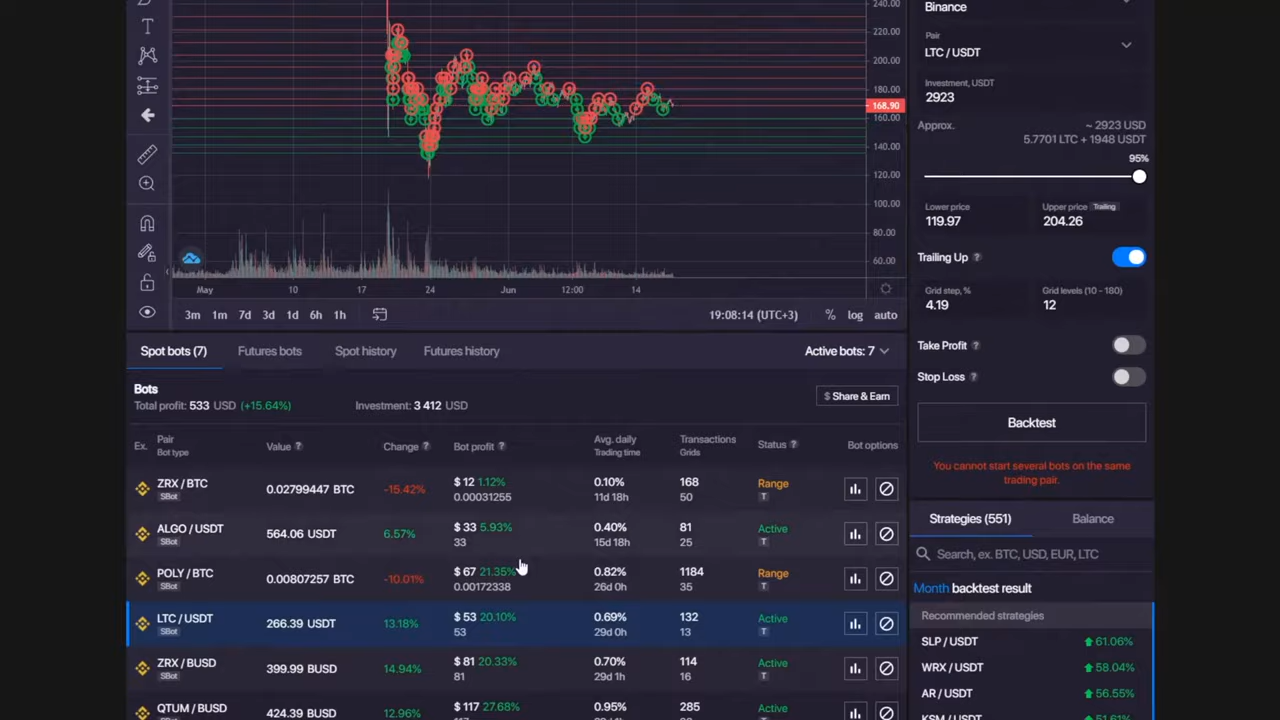 240.00
220.00
200.00
180.00
168.90
160.00
140.00
120.00
100.00
80.00
60.00
May 10 17 24 Jun 12:00 14
3m 1m 7d 3d 1d 6h 1h 19:08:14 (UTC+3) % log auto
Spot bots (7) Futures bots Spot history Futures history Active bots: 7
Bots
Total profit: 533 USD (+15.64%) Investment: 3 412 USD
$ Share & Earn
Ex. Pair Value ? Change ? Bot profit ? Avg. daily Transactions Status ? Bot options
Bot type Trading time Grids
ZRX / BTC 0.02799447 BTC -15.42% $ 12 1.12% 0.10% 168 Range
SBot 0.00031255 11d 18h 50 T
ALGO / USDT 564.06 USDT 6.57% $ 33 5.93% 0.40% 81 Active
SBot 33 15d 18h 25 T
POLY / BTC 0.00807257 BTC -10.01% $ 67 21.35% 0.82% 1184 Range
SBot 0.00172338 26d 0h 35 T
LTC / USDT 266.39 USDT 13.18% $ 53 20.10% 0.69% 132 Active
SBot 53 29d 0h 13 T
ZRX / BUSD 399.99 BUSD 14.94% $ 81 20.33% 0.70% 114 Active
SBot 81 29d 1h 16 T
QTUM / BUSD 424.39 BUSD 12.96% $ 117 27.68% 0.95% 285 Active
Binance
Pair
LTC / USDT
Investment, USDT
2923
Approx. ~ 2923 USD
5.7701 LTC + 1948 USDT
95%
Lower price Upper price Trailing
119.97 204.26
Trailing Up ?
Grid step, % Grid levels (10 - 180)
4.19 12
Take Profit ?
Stop Loss ?
Backtest
You cannot start several bots on the same
trading pair.
Strategies (551) Balance
Search, ex. BTC, USD, EUR, LTC
Month backtest result
Recommended strategies
SLP / USDT 61.06%
WRX / USDT 58.04%
AR / USDT 56.55%
KSM / USDT 51.61%